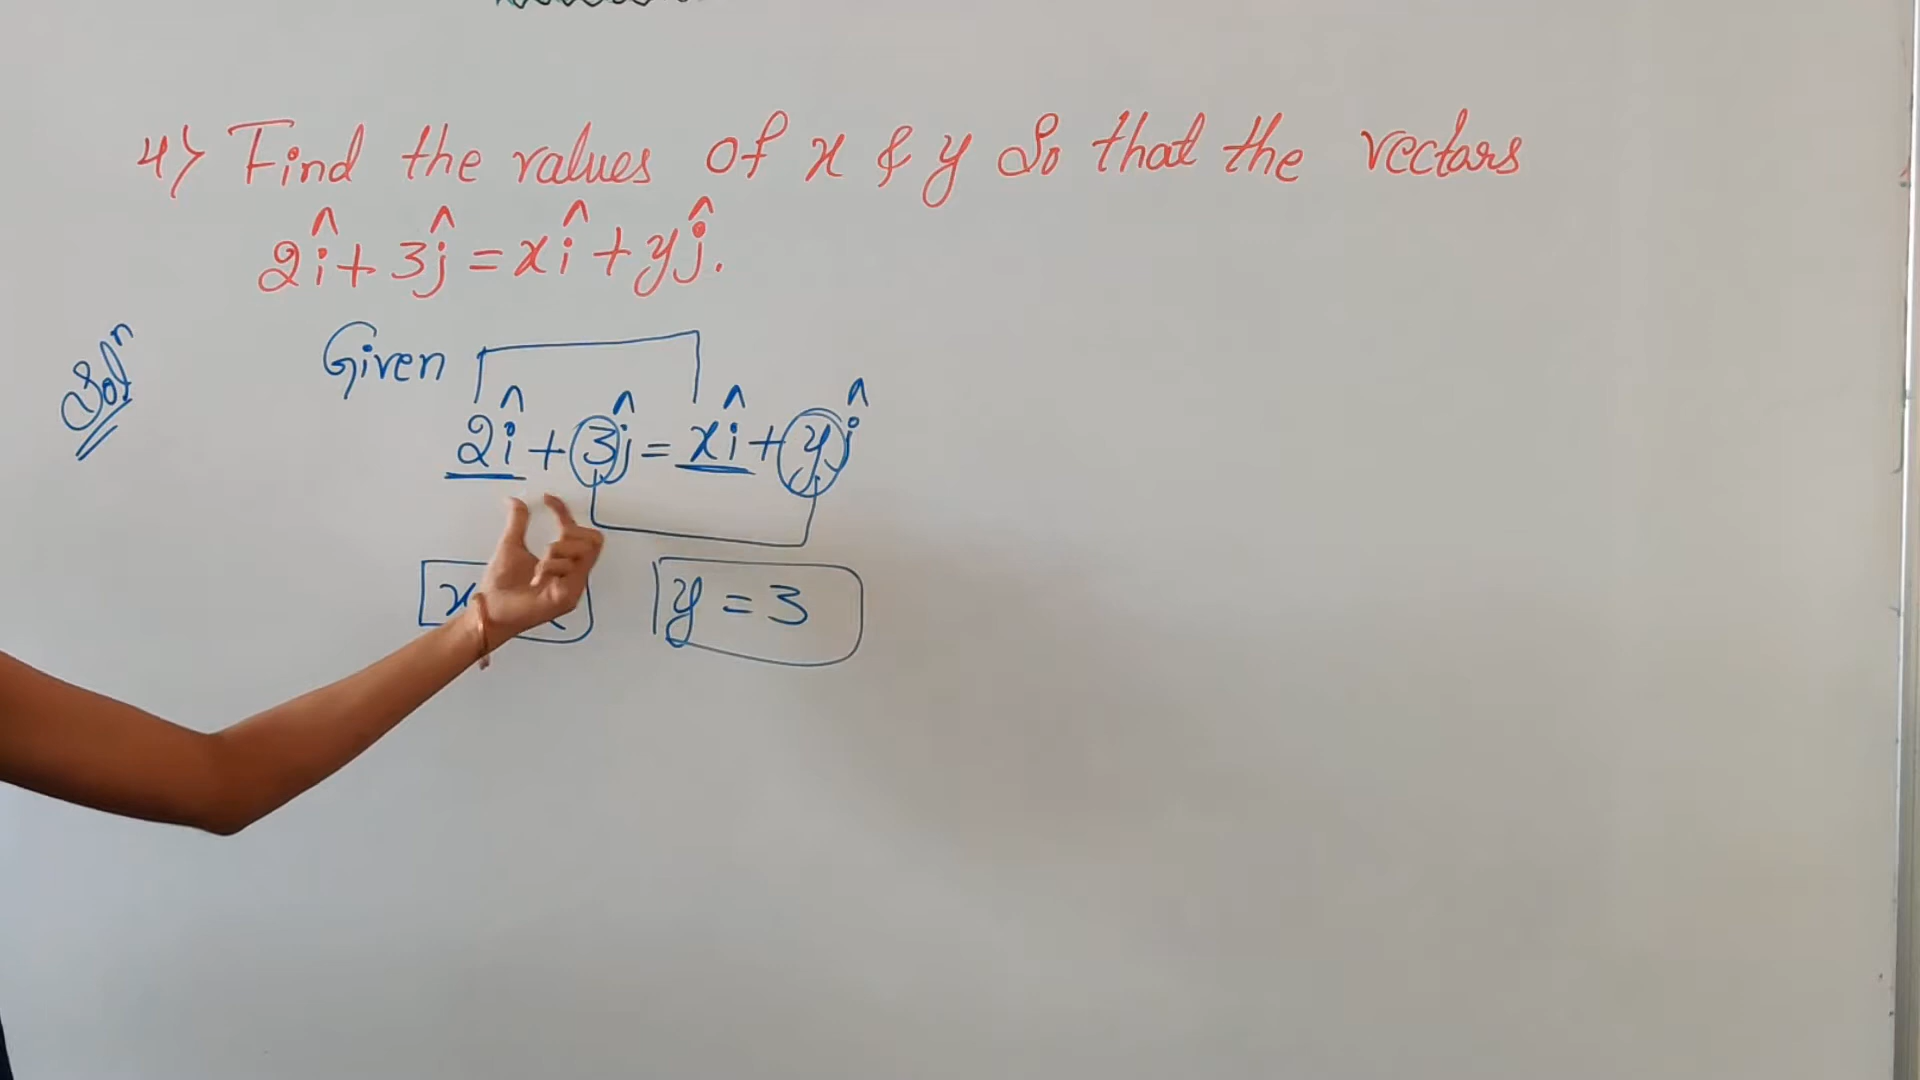 4) Find the values of x & y So that the vectors
2î + 3ĵ = xî + yĵ.
Soln
Given
2î + 3ĵ = xî + yĵ
x y = 3